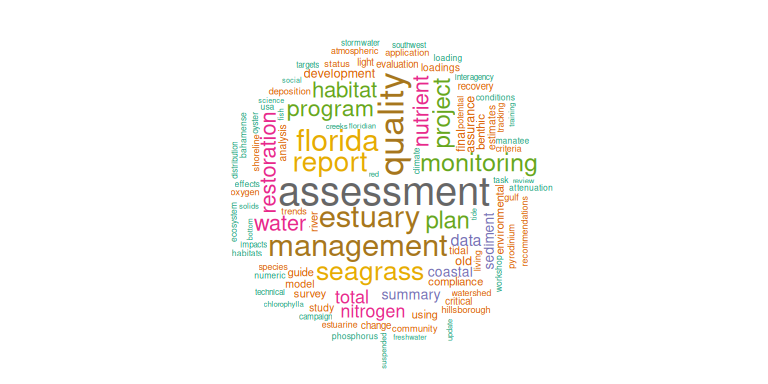 stormwater
southwest
atmospheric
application
targets
status
light
evaluation
loading
loadings
development
interagency
social
deposition
habitat
quality
nutrient
project
recovery
science
usa
fish
program
final
potential
assurance
benthic
estimates
conditions
tracking
training
bahamense
oyster
shoreline
analysis
creeks
floridian
florida
manatee
criteria
distribution
restoration
report
red
climate
monitoring
effects
oxygen
assessment
task
review
attenuation
environmental
gulf
solids
trends
river
estuary
plan
tide
sediment
ecosystem
bottom
water
pyrodinium
recommendations
impacts
habitats
management
data
tidal
old
living
workshop
species
numeric
guide
seagrass
coastal
model
compliance
technical
survey
total
summary
watershed
critical
chlorophylla
study
nitrogen
using
hillsborough
campaign
estuarine
change
community
update
phosphorus
suspended
freshwater